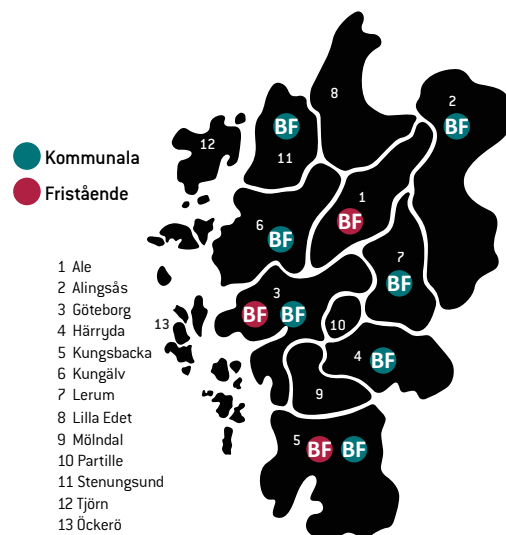 8
2
BF
BF
12
Kommunala
11
Fristående
1
BF
6
BF
7
BF
1 Ale
2 Alingsås
3 Göteborg
4 Härryda
5 Kungsbacka
6 Kungälv
7 Lerum
8 Lilla Edet
9 Mölndal
10 Partille
11 Stenungsund
12 Tjörn
13 Öckerö
3
BF BF
13
10
4 BF
9
5 BF BF